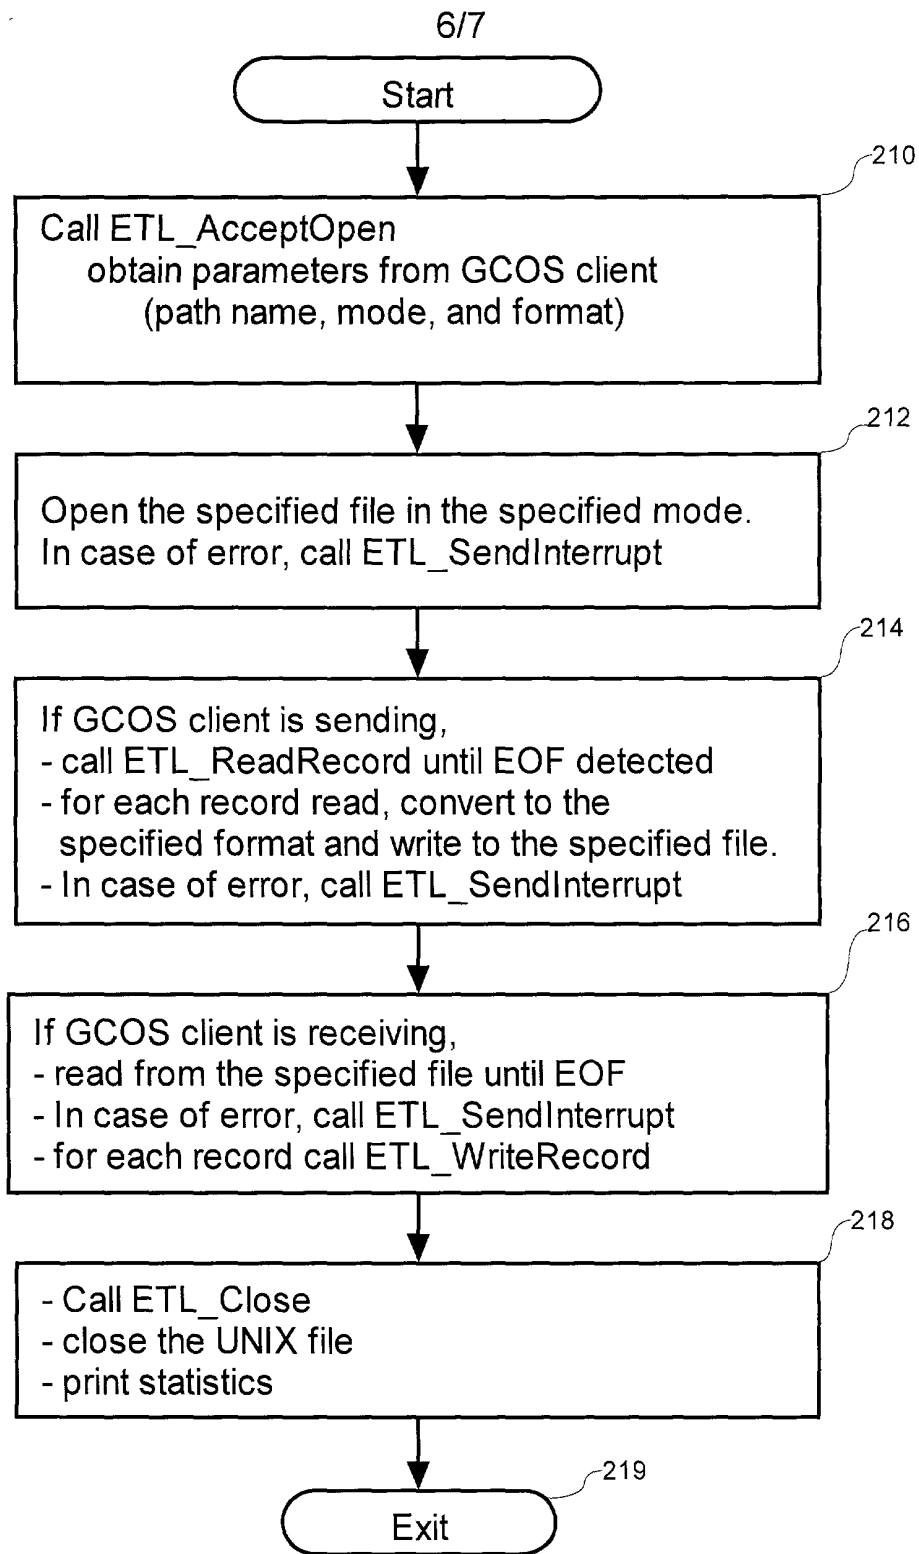 6/7
Start
210
Call ETL_AcceptOpen
obtain parameters from GCOS client
(path name, mode, and format)
212
Open the specified file in the specified mode.
In case of error, call ETL_SendInterrupt
214
If GCOS client is sending,
- call ETL_ReadRecord until EOF detected
- for each record read, convert to the
specified format and write to the specified file.
- In case of error, call ETL_SendInterrupt
216
If GCOS client is receiving,
- read from the specified file until EOF
- In case of error, call ETL_SendInterrupt
- for each record call ETL_WriteRecord
218
- Call ETL_Close
- close the UNIX file
- print statistics
219
Exit